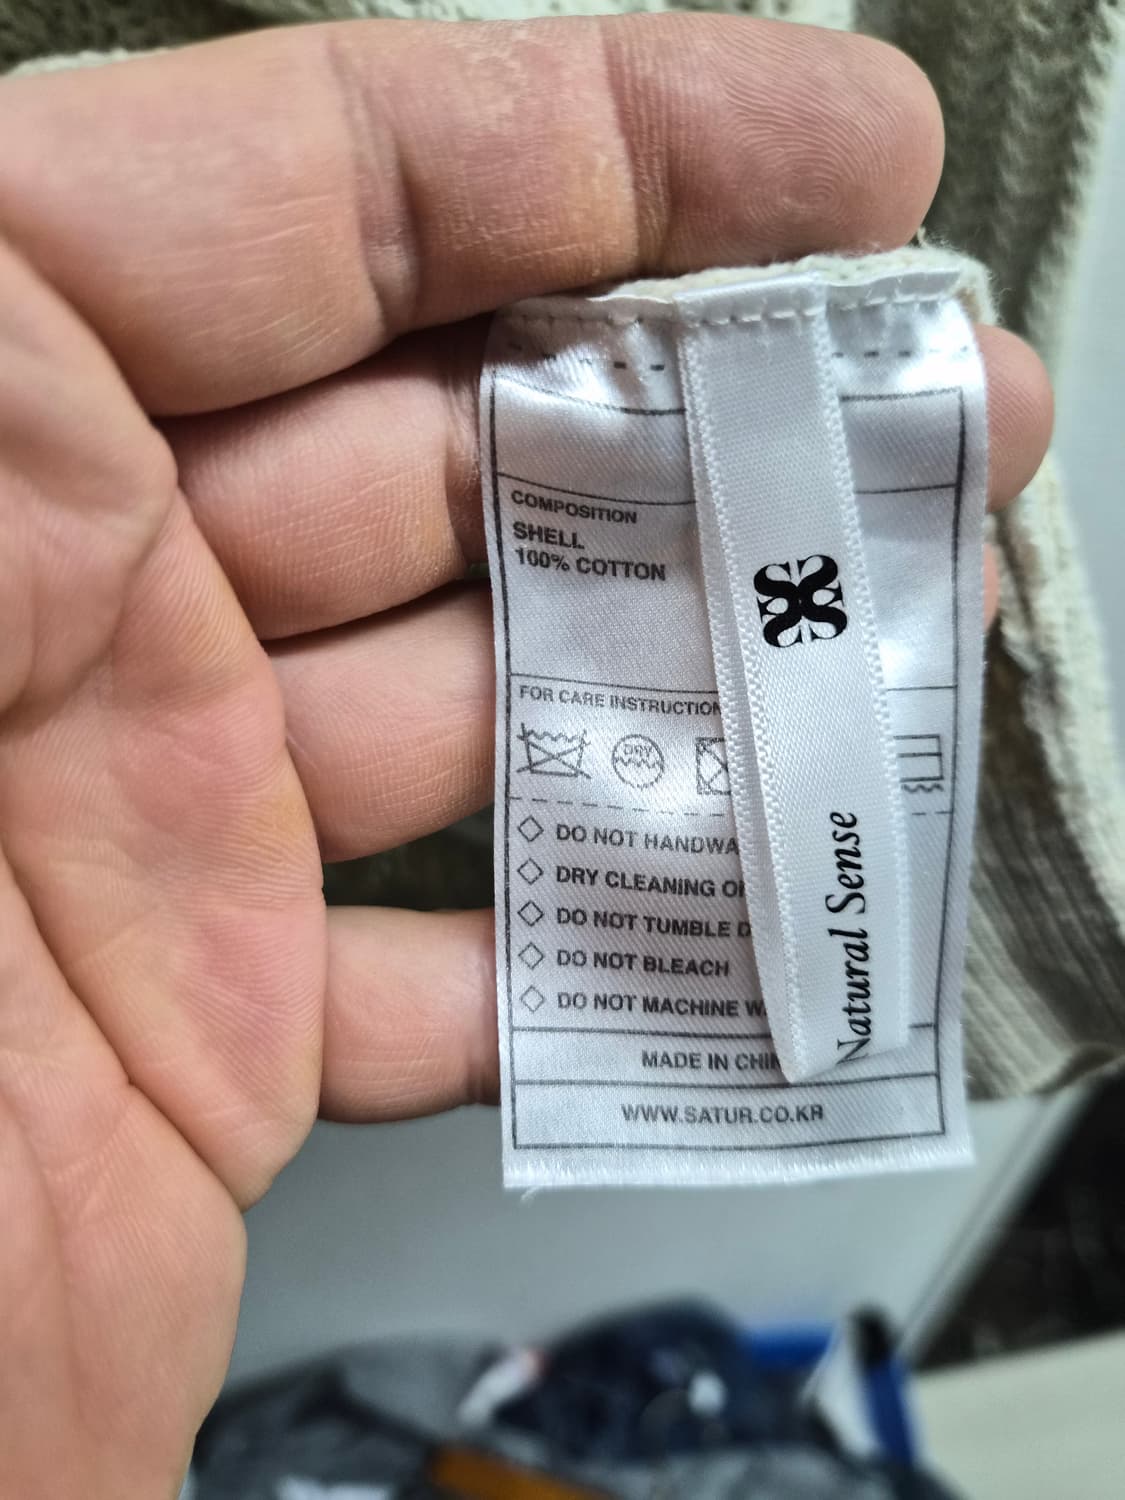 COMPOSITION
SHELL
100% COTTON
FOR CARE INSTRUCTION
DRY
DO NOT HANDWA
DRY CLEANING O
DO NOT TUMBLE D
DO NOT BLEACH
DO NOT MACHINE W
MADE IN CHI
WWW.SATUR.CO.KR
Natural Sense